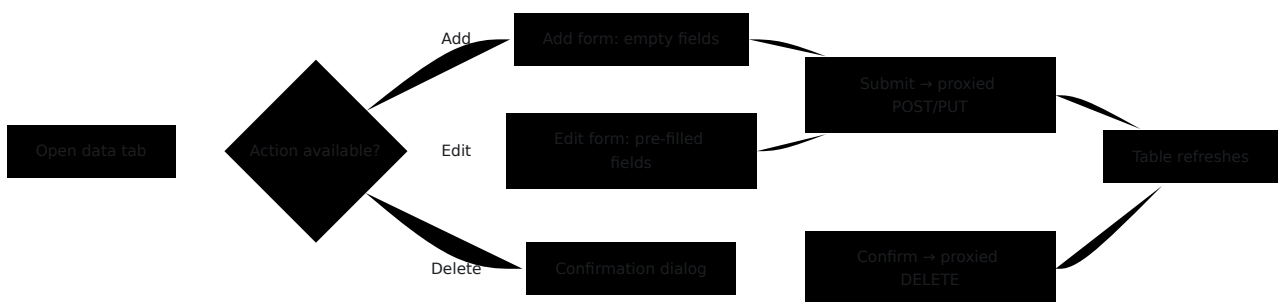 Open data tab
Action available?
Add
Edit
Delete
Add form: empty fields
Edit form: pre-filled
fields
Confirmation dialog
Submit → proxied
POST/PUT
Confirm → proxied
DELETE
Table refreshes